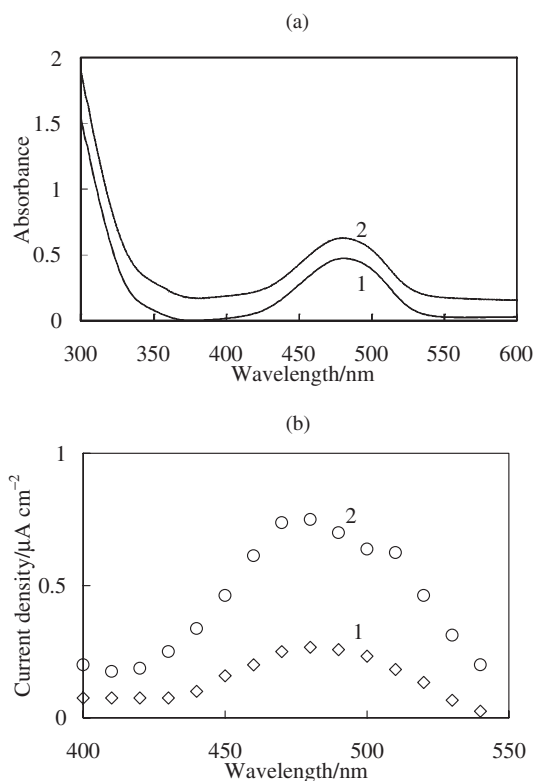 (a)
2
1.5
1
0.5
0
Absorbance
2
1
300 350 400 450 500 550 600
Wavelength/nm
(b)
1
0.5
0
Current density/μA cm⁻²
2
1
400 450 500 550
Wavelength/nm